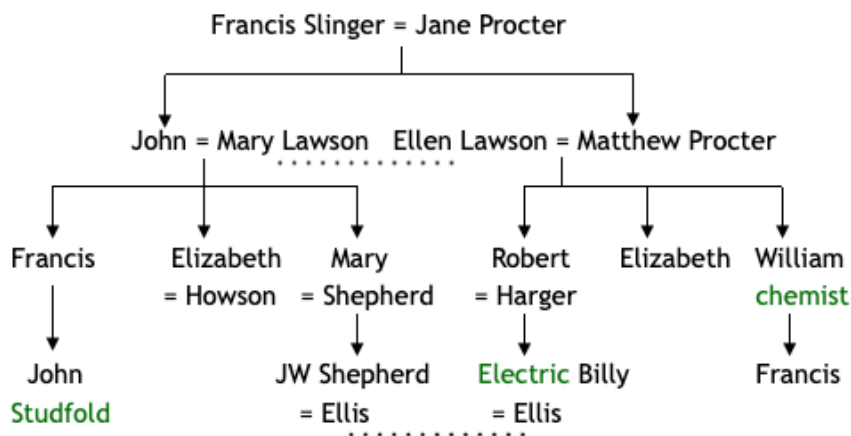 Francis Slinger = Jane Procter
John = Mary Lawson Ellen Lawson = Matthew Procter
Francis Elizabeth Mary Robert Elizabeth William
= Howson = Shepherd = Harger chemist
John JW Shepherd Electric Billy Francis
Studfold = Ellis = Ellis